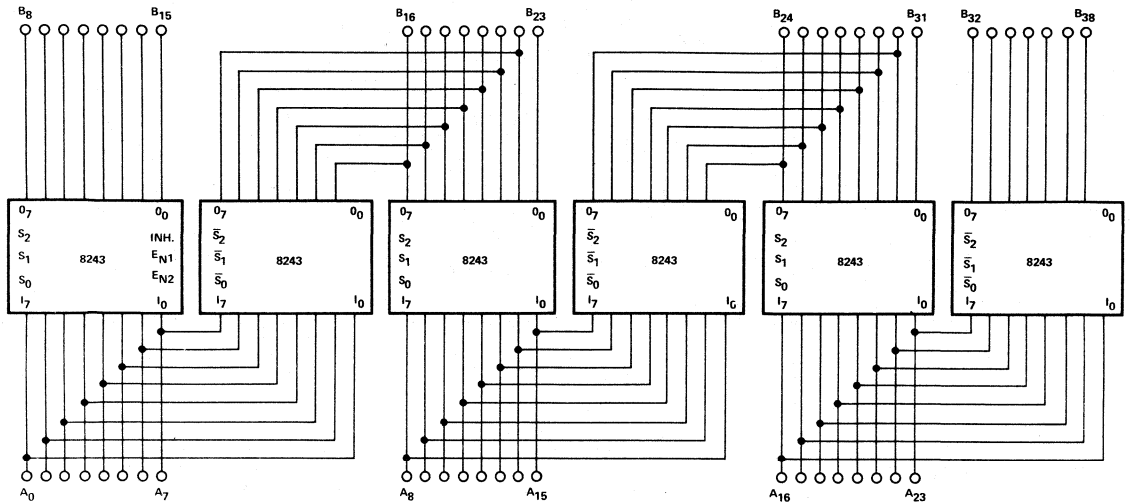 B8 B15 B16 B23 B24 B31 B32 B38
O7 O0 O7 O0 O7 O0 O7 O0 O7 O0 O7 O0
S2 INH. S̅2 S2 S̅2 S2 S̅2
S1 8243 EN1 S̅1 8243 S1 8243 S̅1 8243 S1 8243 S̅1 8243
S0 EN2 S̅0 S0 S̅0 S0 S̅0
I7 I0 I7 I0 I7 I0 I7 I0 I7 I0 I7 I0
A0 A7 A8 A15 A16 A23